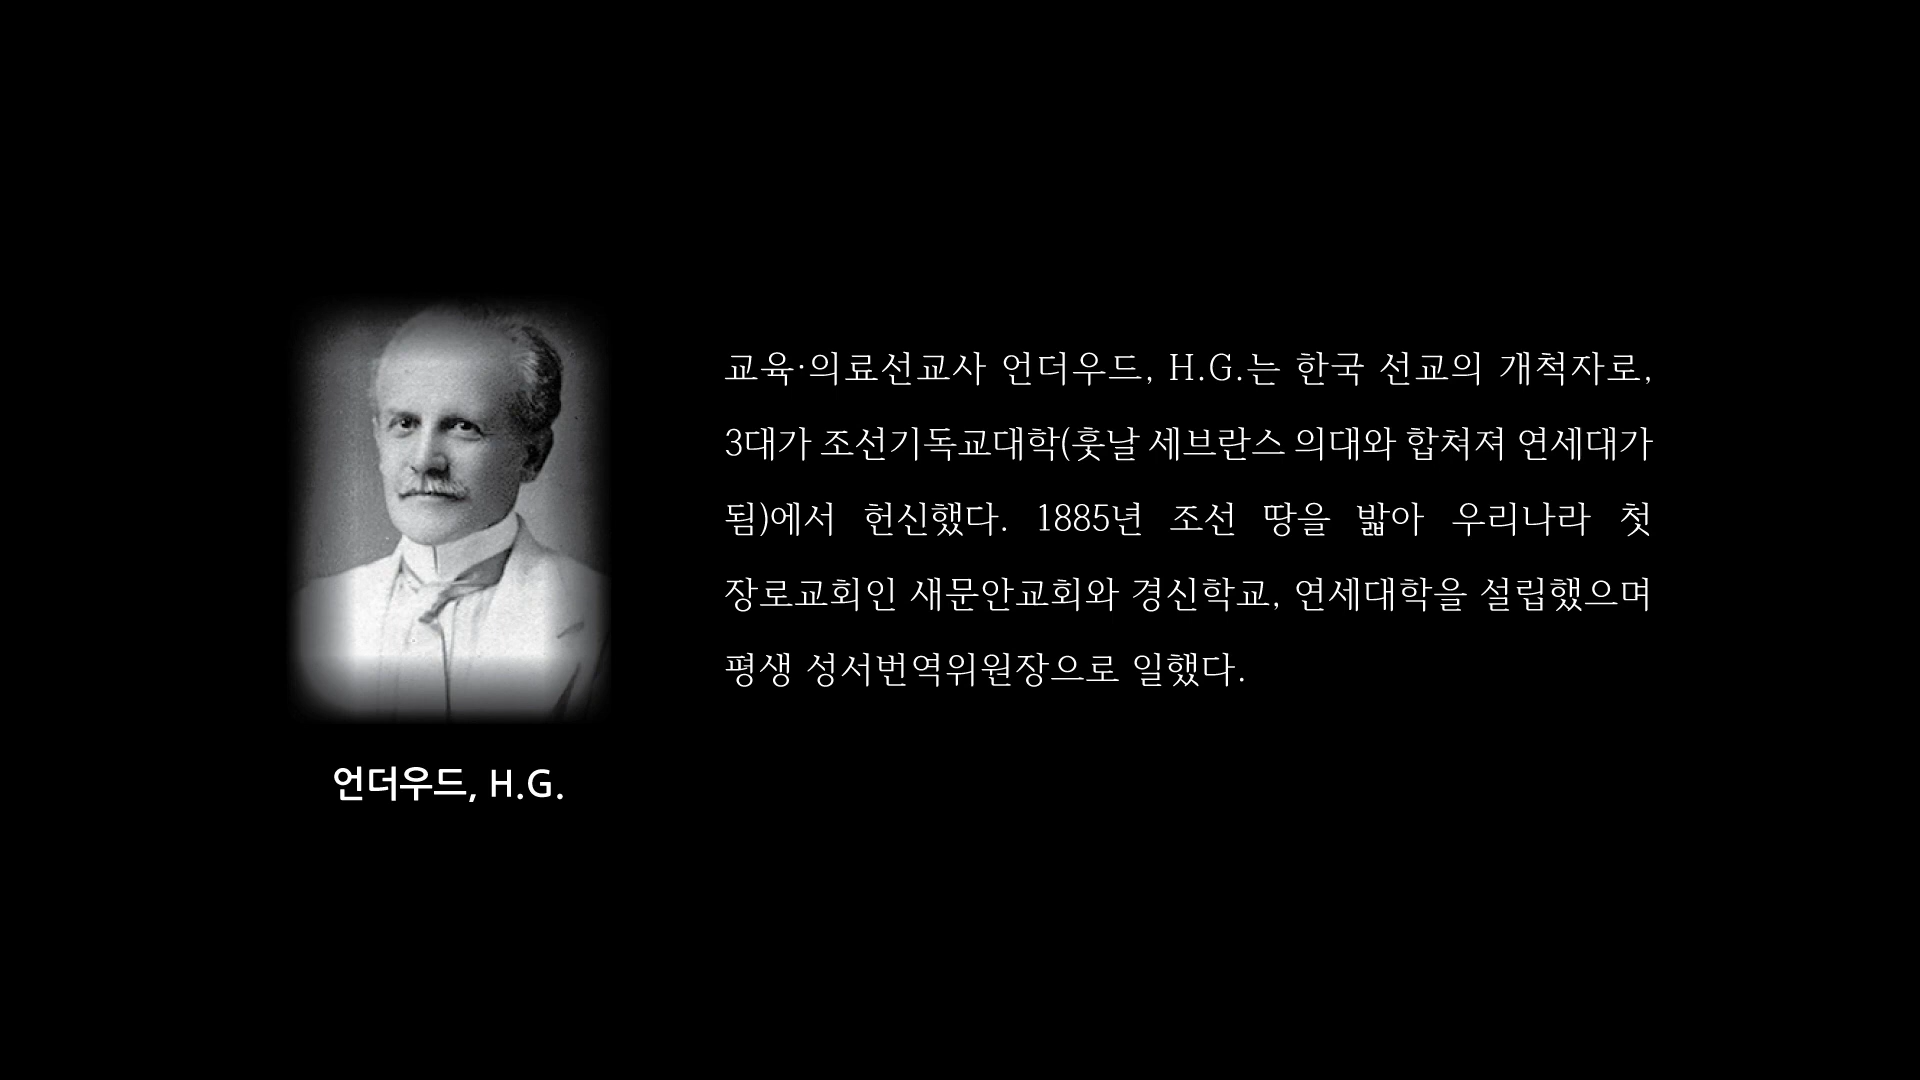 교육·의료선교사 언더우드, H.G.는 한국 선교의 개척자로,
3대가 조선기독교대학(훗날 세브란스 의대와 합쳐져 연세대가
됨)에서 헌신했다. 1885년 조선 땅을 밟아 우리나라 첫
장로교회인 새문안교회와 경신학교, 연세대학을 설립했으며
평생 성서번역위원장으로 일했다.
언더우드, H.G.